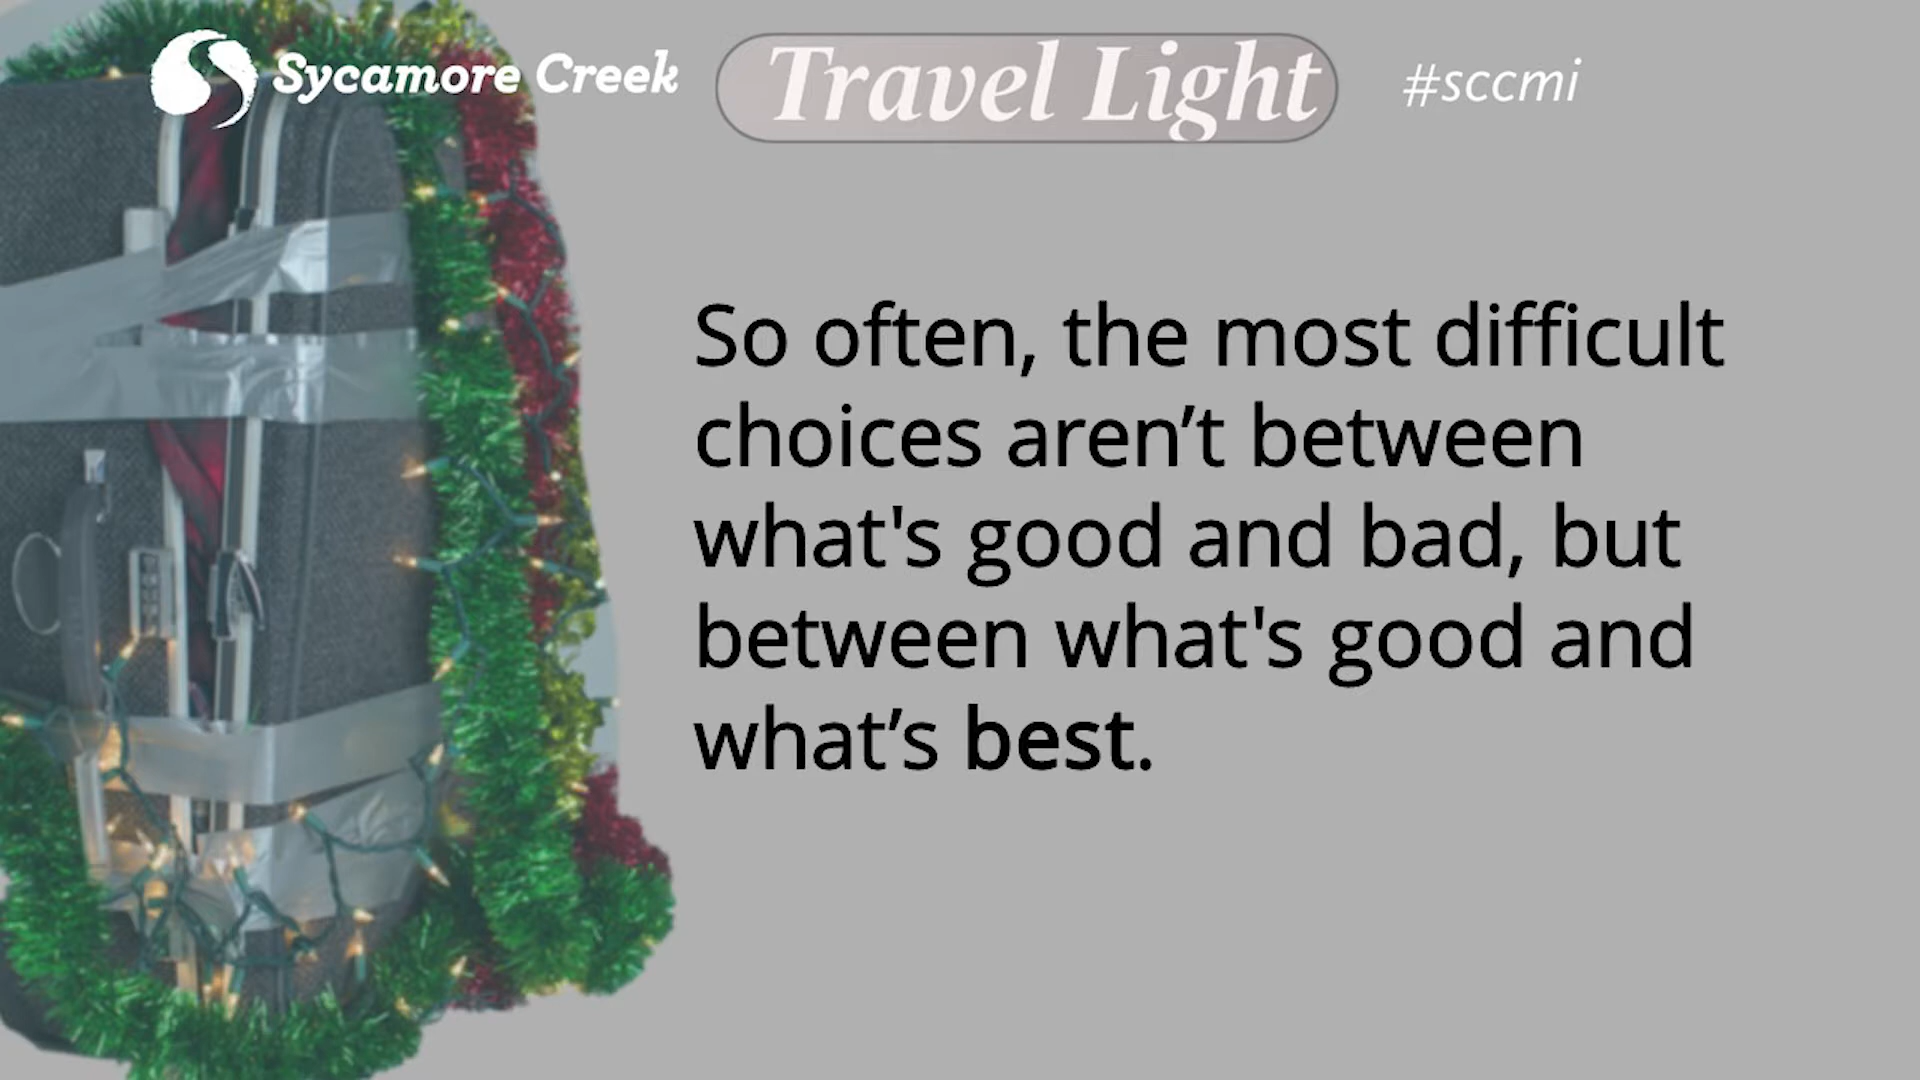 Sycamore Creek
Travel Light
#sccmi
So often, the most difficult
choices aren’t between
what's good and bad, but
between what's good and
what’s best.